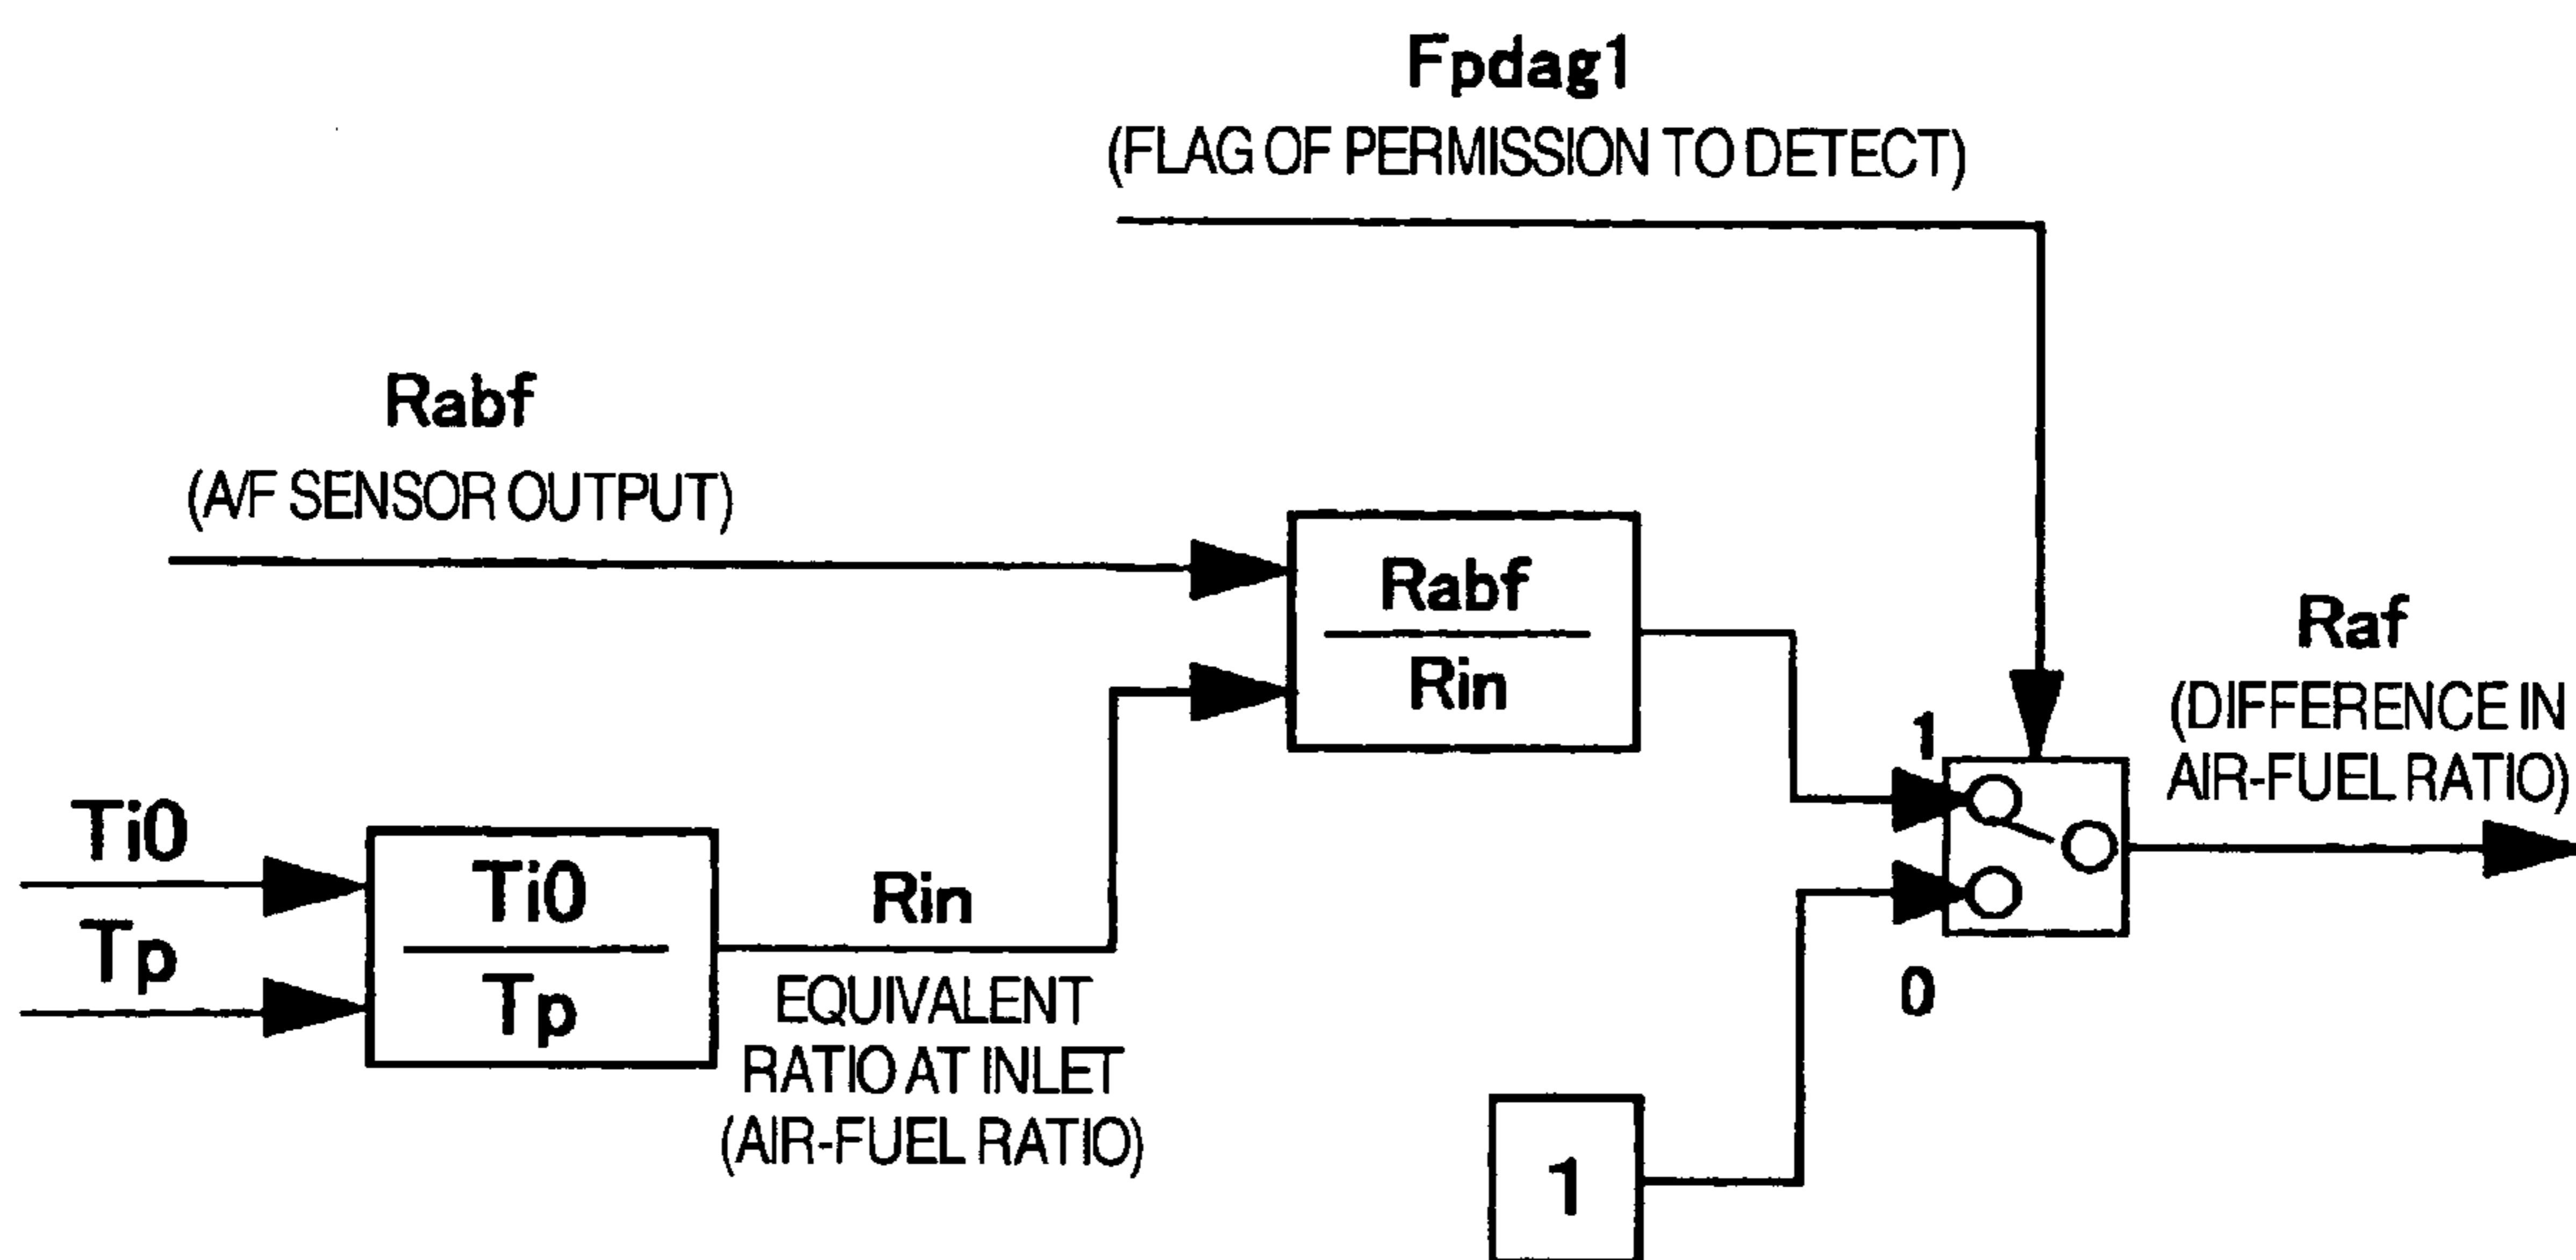 Fpdag1
(FLAG OF PERMISSION TO DETECT)
Rabf
(A/F SENSOR OUTPUT)
Rabf
Rin
Raf
(DIFFERENCE IN
AIR-FUEL RATIO)
1
0
Ti0
Tp
Ti0
Tp
Rin
EQUIVALENT
RATIO AT INLET
(AIR-FUEL RATIO)
1